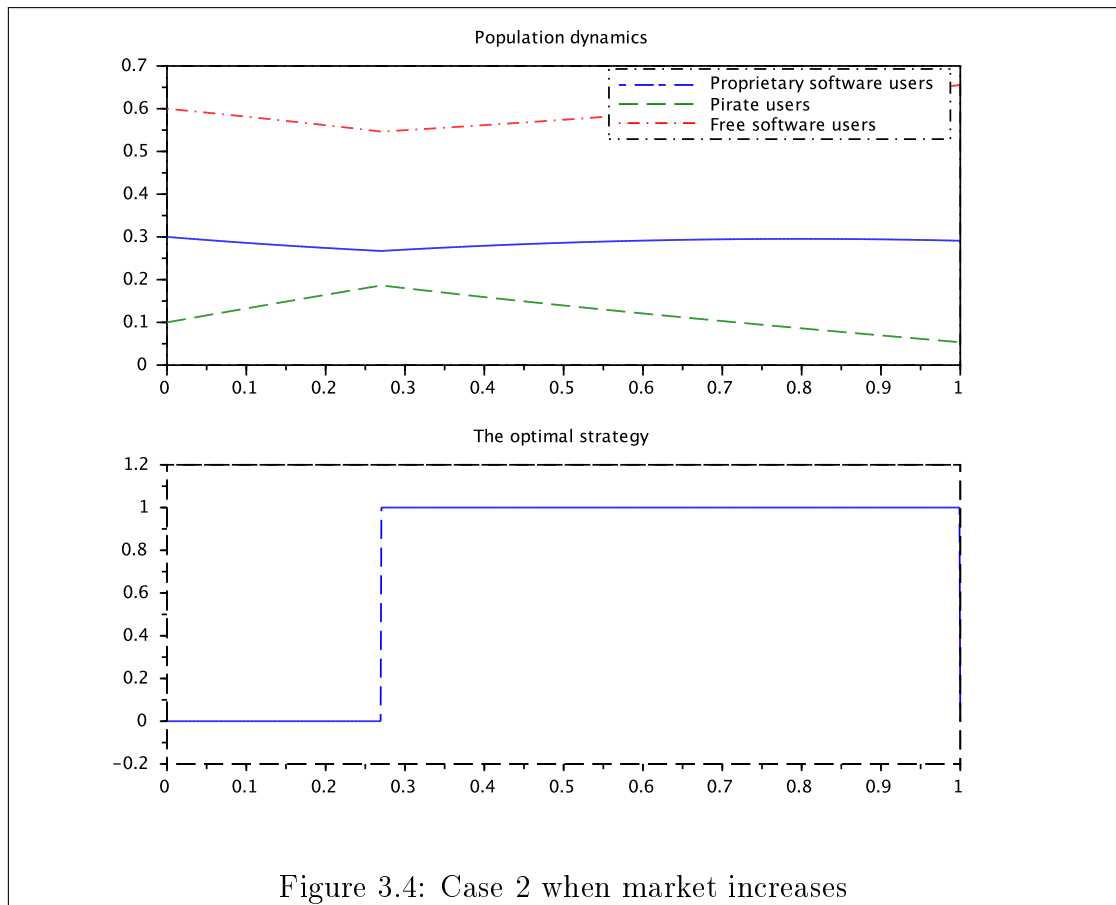 Population dynamics
0.7
0.6
0.5
0.4
0.3
0.2
0.1
0
Proprietary software users
Pirate users
Free software users
0 0.1 0.2 0.3 0.4 0.5 0.6 0.7 0.8 0.9 1
The optimal strategy
1.2
1
0.8
0.6
0.4
0.2
0
-0.2
0 0.1 0.2 0.3 0.4 0.5 0.6 0.7 0.8 0.9 1
Figure 3.4: Case 2 when market increases